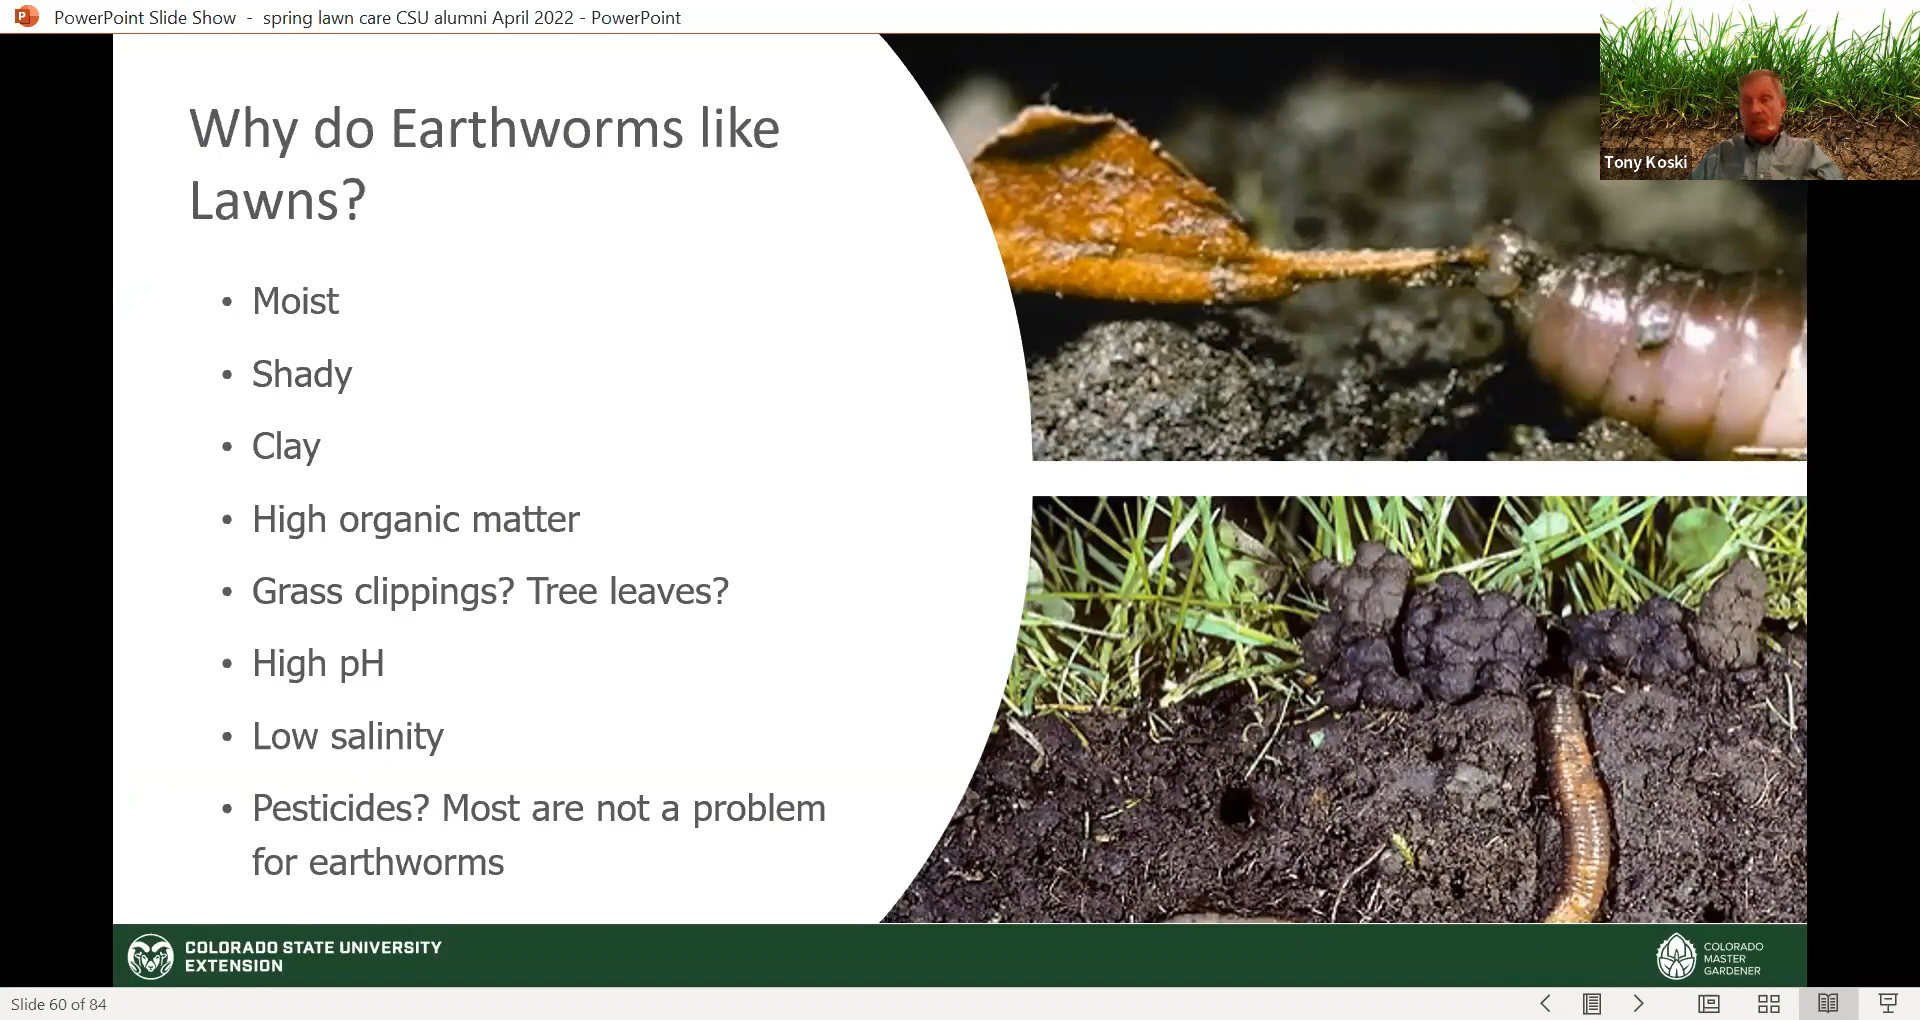 PowerPoint Slide Show - spring lawn care CSU alumni April 2022 - PowerPoint
Tony Koski
Why do Earthworms like
Lawns?
• Moist
• Shady
• Clay
• High organic matter
• Grass clippings? Tree leaves?
• High pH
• Low salinity
• Pesticides? Most are not a problem
for earthworms
COLORADO STATE UNIVERSITY
EXTENSION
COLORADO
MASTER
GARDENER
Slide 60 of 84